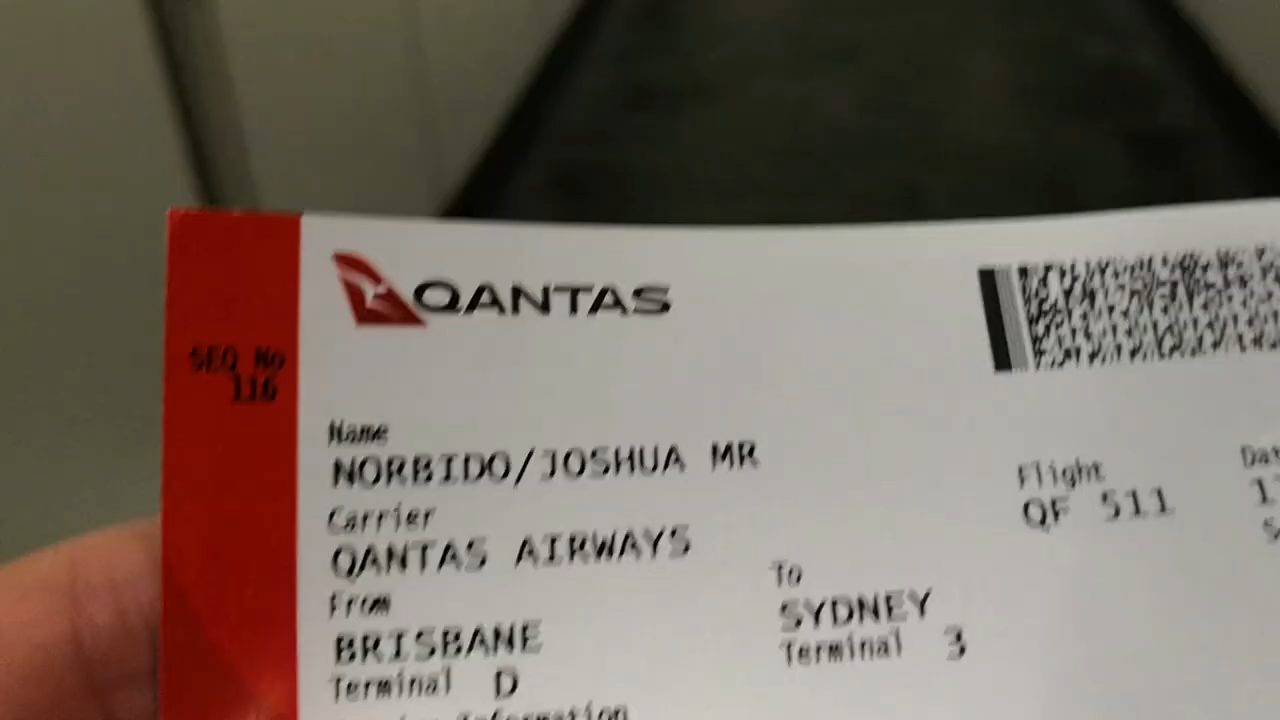 QANTAS
SEQ No
116
Name
NORBIDO/JOSHUA MR
Carrier
QANTAS AIRWAYS
From
BRISBANE
Terminal D
To
SYDNEY
Terminal 3
Flight
QF 511
Information